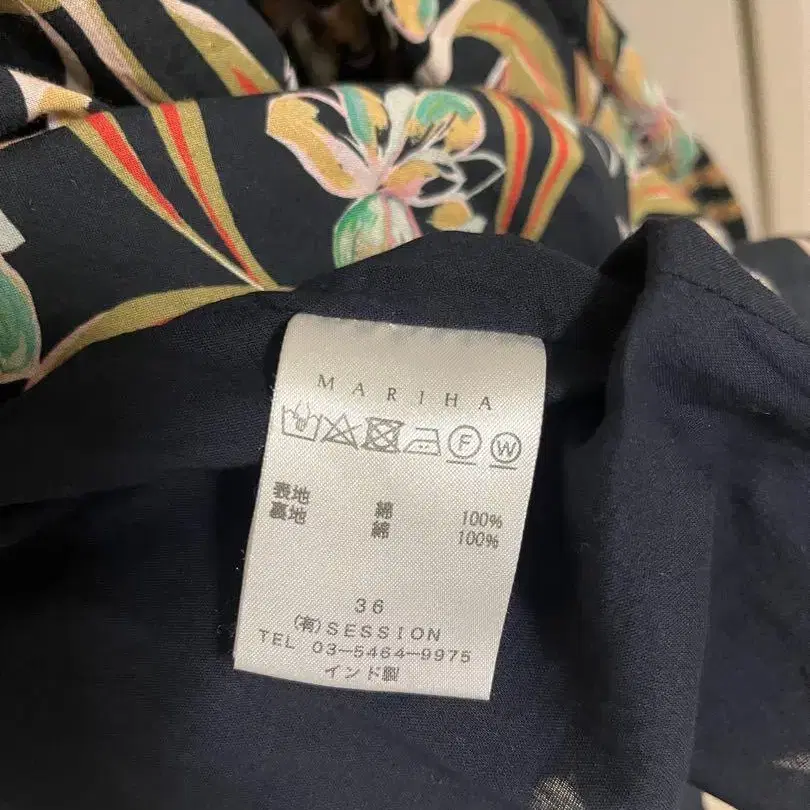 MARIHA
F W
表地 綿 100%
裏地 綿 100%
36
(有)SESSION
TEL 03-5464-9975
インド製